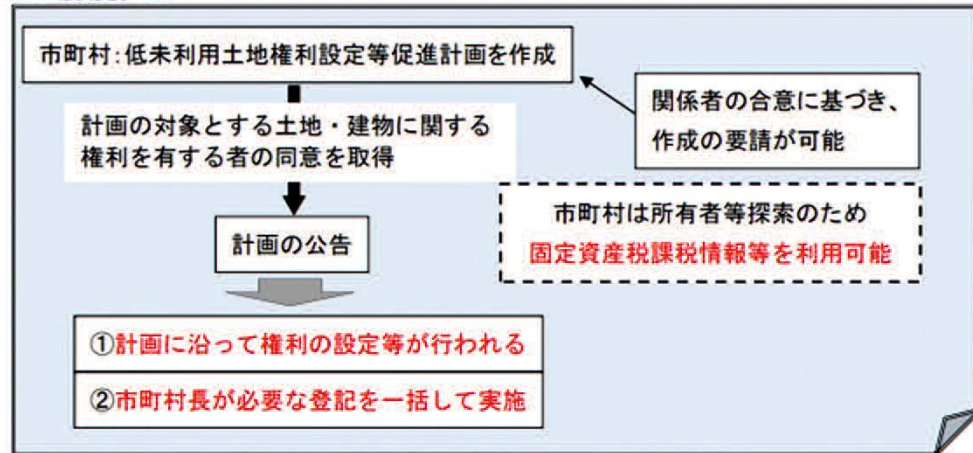 市町村：低未利用土地権利設定等促進計画を作成
関係者の合意に基づき、
作成の要請が可能
計画の対象とする土地・建物に関する
権利を有する者の同意を取得
市町村は所有者等探索のため
固定資産税課税情報等を利用可能
計画の公告
①計画に沿って権利の設定等が行われる
②市町村長が必要な登記を一括して実施